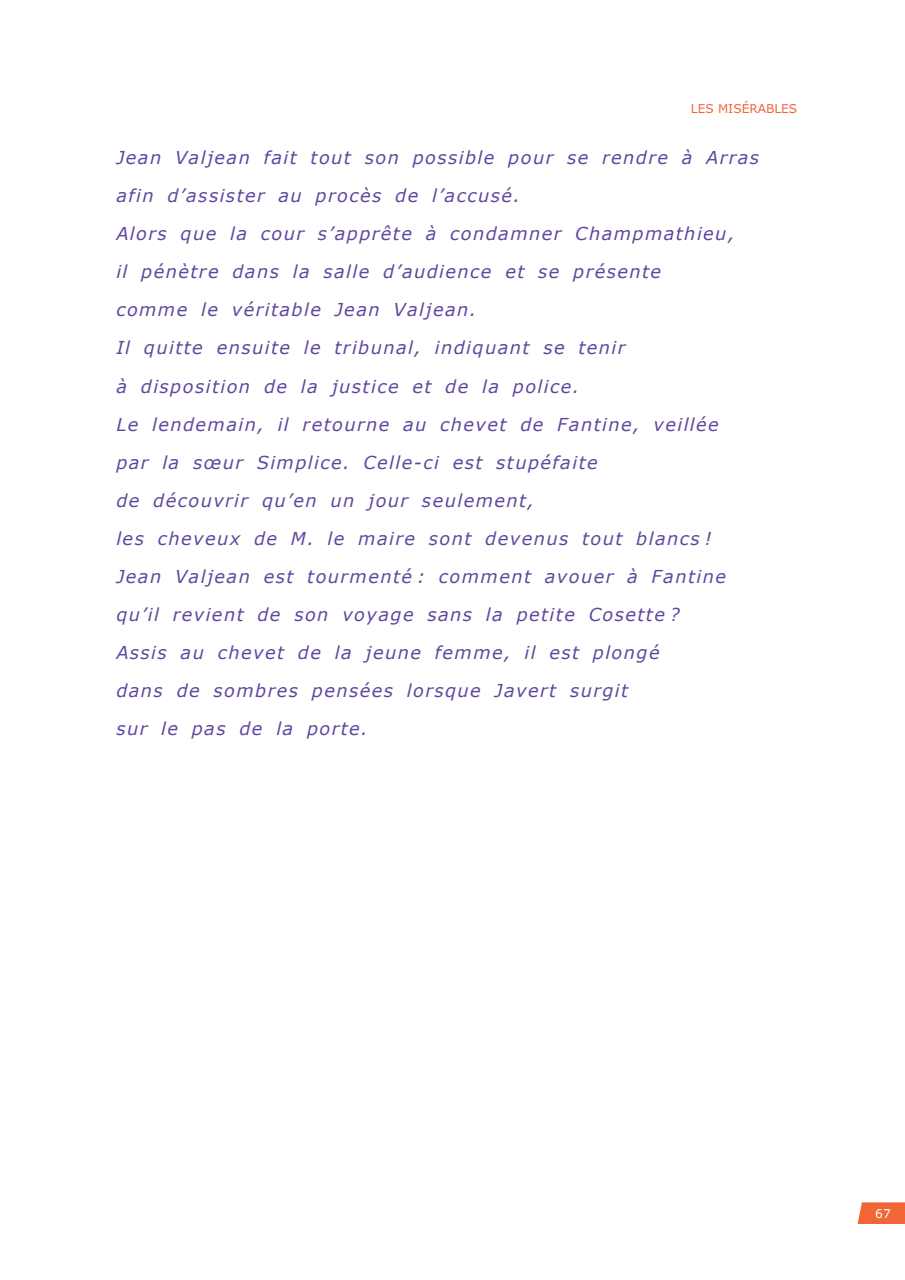 LES MISÉRABLES
Jean Valjean fait tout son possible pour se rendre à Arras
afin d’assister au procès de l’accusé.
Alors que la cour s’apprête à condamner Champmathieu,
il pénètre dans la salle d’audience et se présente
comme le véritable Jean Valjean.
Il quitte ensuite le tribunal, indiquant se tenir
à disposition de la justice et de la police.
Le lendemain, il retourne au chevet de Fantine, veillée
par la sœur Simplice. Celle-ci est stupéfaite
de découvrir qu’en un jour seulement,
les cheveux de M. le maire sont devenus tout blancs !
Jean Valjean est tourmenté : comment avouer à Fantine
qu’il revient de son voyage sans la petite Cosette ?
Assis au chevet de la jeune femme, il est plongé
dans de sombres pensées lorsque Javert surgit
sur le pas de la porte.
67